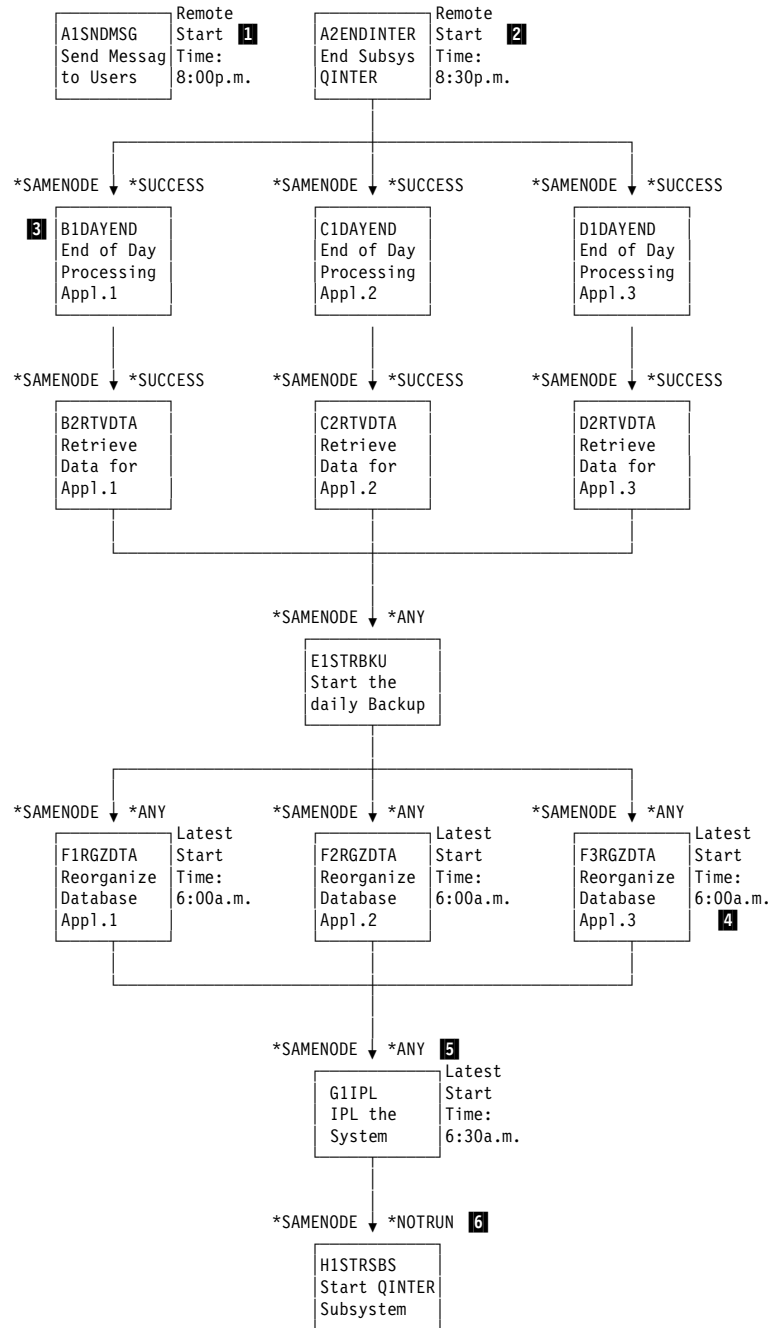 Remote Remote
A1SNDMSG Start 1 A2ENDINTER Start 2
Send Messag Time: End Subsys Time:
to Users 8:00p.m. QINTER 8:30p.m.
*SAMENODE *SUCCESS *SAMENODE *SUCCESS *SAMENODE *SUCCESS
3 B1DAYEND C1DAYEND D1DAYEND
End of Day End of Day End of Day
Processing Processing Processing
Appl.1 Appl.2 Appl.3
*SAMENODE *SUCCESS *SAMENODE *SUCCESS *SAMENODE *SUCCESS
B2RTVDTA C2RTVDTA D2RTVDTA
Retrieve Retrieve Retrieve
Data for Data for Data for
Appl.1 Appl.2 Appl.3
*SAMENODE *ANY
E1STRBKU
Start the
daily Backup
*SAMENODE *ANY *SAMENODE *ANY *SAMENODE *ANY
Latest Latest Latest
F1RGZDTA Start F2RGZDTA Start F3RGZDTA Start
Reorganize Time: Reorganize Time: Reorganize Time:
Database 6:00a.m. Database 6:00a.m. Database 6:00a.m.
Appl.1 Appl.2 Appl.3 4
*SAMENODE *ANY 5
Latest
G1IPL Start
IPL the Time:
System 6:30a.m.
*SAMENODE *NOTRUN 6
H1STRSBS
Start QINTER
Subsystem